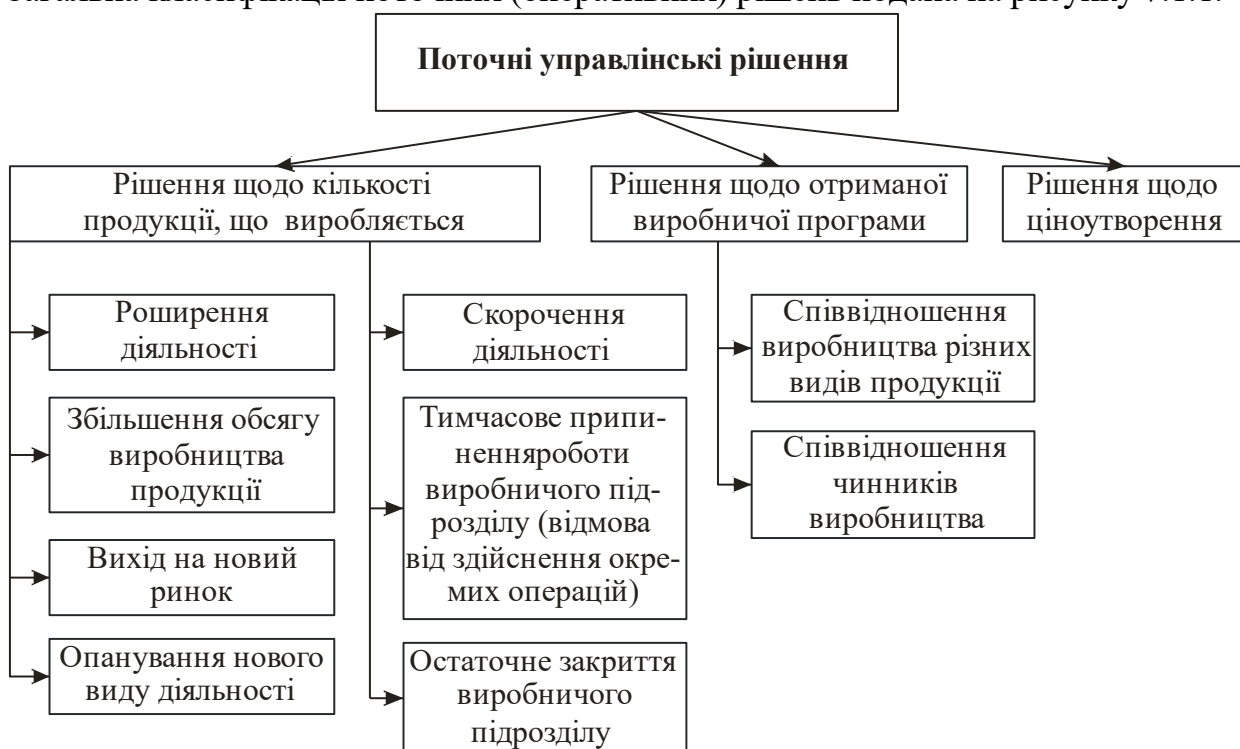 Загальна класифікація поточних (оперативних) рішень подана на рисунку 7.1.1.
Поточні управлінські рішення
Рішення щодо кількості
продукції, що виробляється
Рішення щодо отриманої
виробничої програми
Рішення щодо
ціноутворення
Роширення
діяльності
Збільшення обсягу
виробництва
продукції
Вихід на новий
ринок
Опанування нового
виду діяльності
Скорочення
діяльності
Тимчасове припи-
ненняроботи
виробничого під-
розділу (відмова
від здійснення окре-
мих операцій)
Остаточне закриття
виробничого
підрозділу
Співвідношення
виробництва різних
видів продукції
Співвідношення
чинників
виробництва